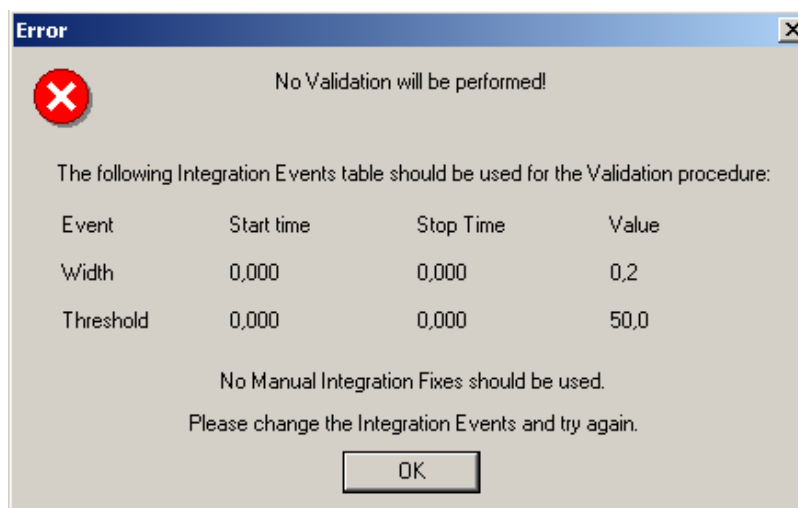 Error
No Validation will be performed!
The following Integration Events table should be used for the Validation procedure:
Event Start time Stop Time Value
Width 0,000 0,000 0,2
Threshold 0,000 0,000 50,0
No Manual Integration Fixes should be used.
Please change the Integration Events and try again.
OK